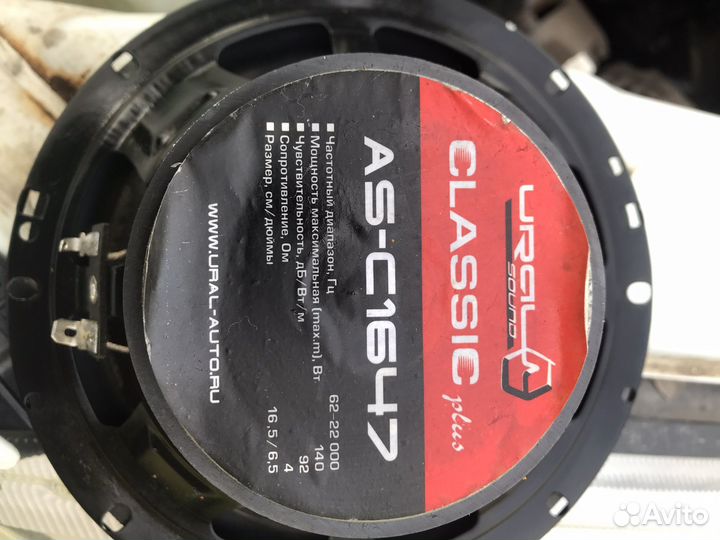 URAL
SOUND
CLASSIC plus
AS-C1647
Частотный диапазон, Гц 62-22 000
Мощность максимальная (max.m), Вт 140
Чувствительность, дБ/Вт/м 92
Сопротивление, Ом 4
Размер, см/дюймы 16,5/6,5
WWW.URAL-AUTO.RU
Avito